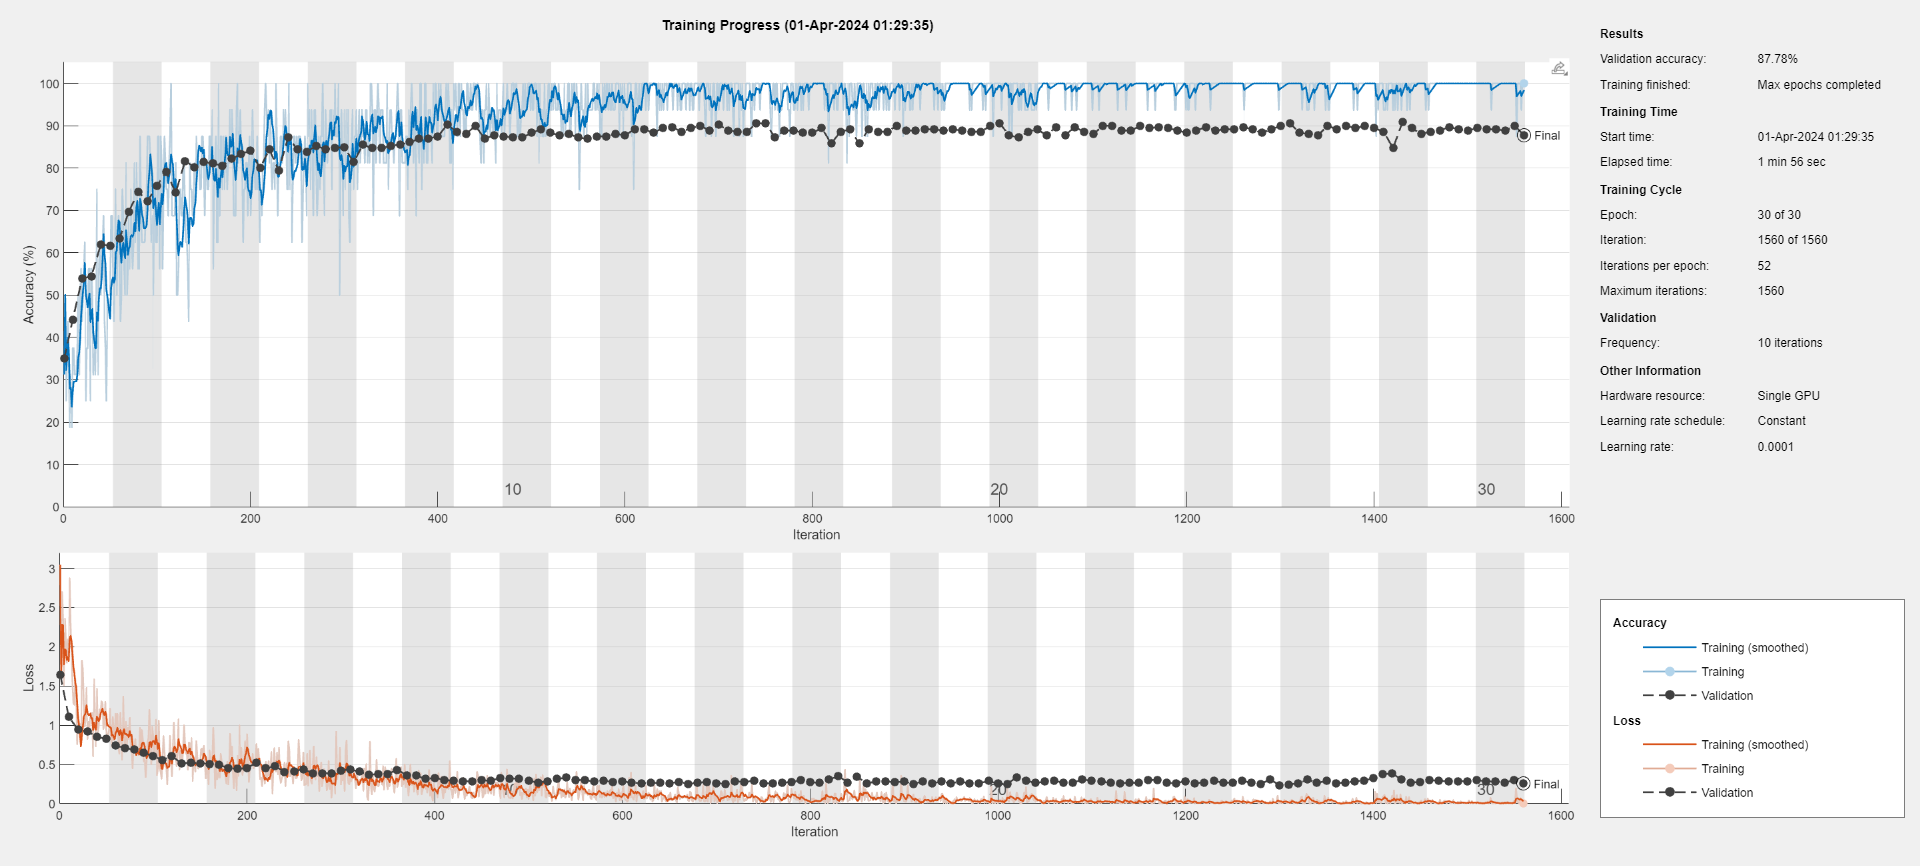 Training Progress (01-Apr-2024 01:29:35)
Accuracy (%)
100
90
80
70
60
50
40
30
20
10
0
10
20
30
Final
0 200 400 600 800 1000 1200 1400 1600
Iteration
Loss
3
2.5
2
1.5
1
0.5
0
20
30
Final
0 200 400 600 800 1000 1200 1400 1600
Iteration
Results
Validation accuracy: 87.78%
Training finished: Max epochs completed
Training Time
Start time: 01-Apr-2024 01:29:35
Elapsed time: 1 min 56 sec
Training Cycle
Epoch: 30 of 30
Iteration: 1560 of 1560
Iterations per epoch: 52
Maximum iterations: 1560
Validation
Frequency: 10 iterations
Other Information
Hardware resource: Single GPU
Learning rate schedule: Constant
Learning rate: 0.0001
Accuracy
Training (smoothed)
Training
Validation
Loss
Training (smoothed)
Training
Validation